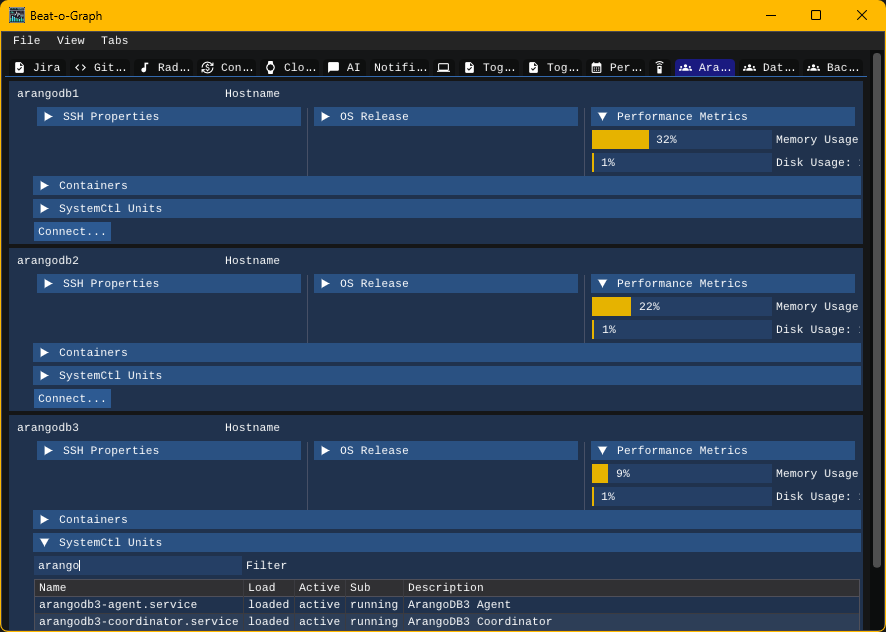 Beat-o-Graph
File View Tabs
Jira Git... Rad... Con... Clo... AI Notifi... Tog... Tog... Per... Ara... Dat... Bac...
arangodb1 Hostname
SSH Properties OS Release Performance Metrics
32% Memory Usage
1% Disk Usage:
Containers
SystemCtl Units
Connect...
arangodb2 Hostname
SSH Properties OS Release Performance Metrics
22% Memory Usage
1% Disk Usage:
Containers
SystemCtl Units
Connect...
arangodb3 Hostname
SSH Properties OS Release Performance Metrics
9% Memory Usage
1% Disk Usage:
Containers
SystemCtl Units
arango Filter
Name Load Active Sub Description
arangodb3-agent.service loaded active running ArangoDB3 Agent
arangodb3-coordinator.service loaded active running ArangoDB3 Coordinator